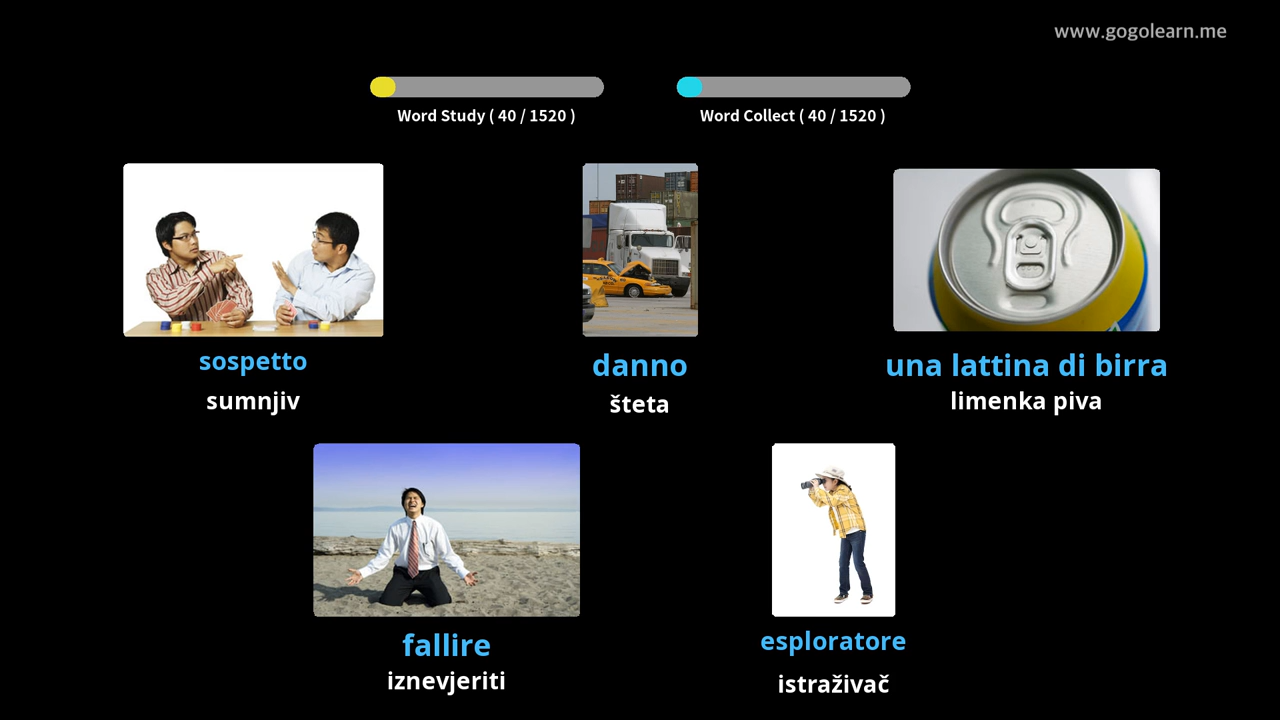 www.gogolearn.me
Word Study ( 40 / 1520 )
Word Collect ( 40 / 1520 )
sospetto
sumnjiv
danno
šteta
una lattina di birra
limenka piva
fallire
iznevjeriti
esploratore
istraživač